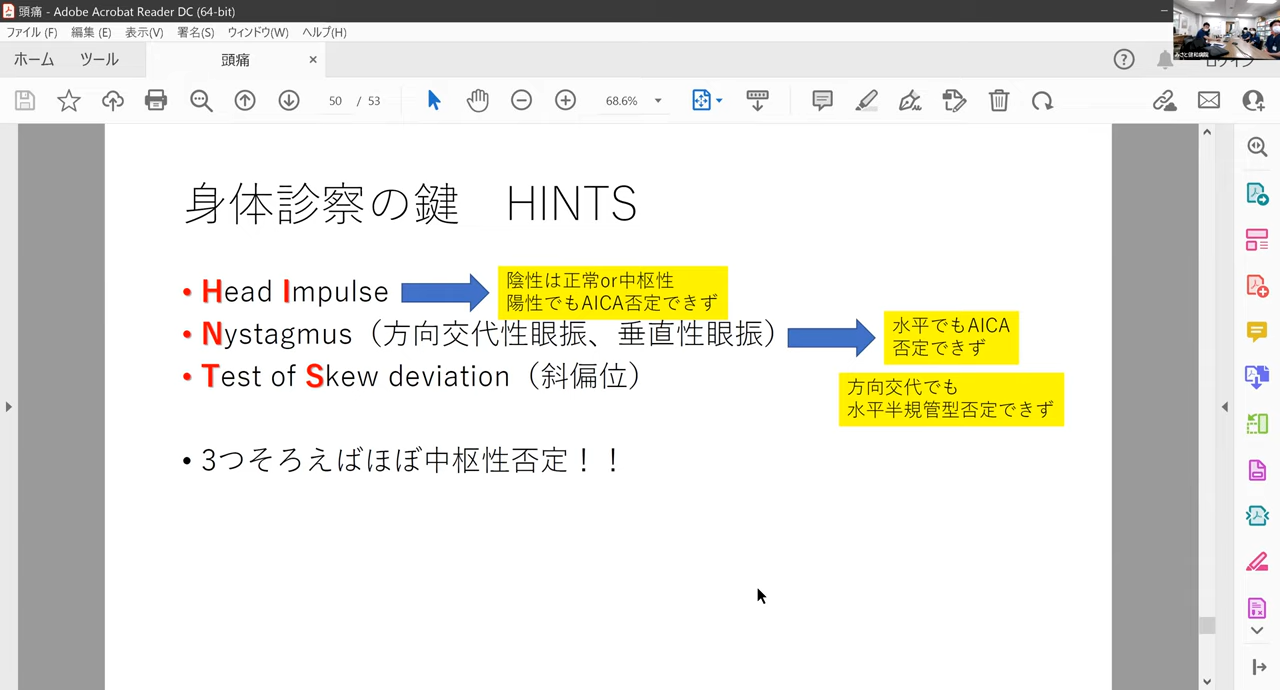 頭痛 - Adobe Acrobat Reader DC (64-bit)
ファイル (F) 編集 (E) 表示(V) 署名(S) ウィンドウ(W) ヘルプ(H)
ホーム ツール 頭痛 × ログイン
みさと健和病院
50 / 53 68.6%
身体診察の鍵 HINTS
• Head Impulse
陰性は正常or中枢性
陽性でもAICA否定できず
• Nystagmus（方向交代性眼振、垂直性眼振）
水平でもAICA
否定できず
• Test of Skew deviation（斜偏位）
方向交代でも
水平半規管型否定できず
• 3つそろえばほぼ中枢性否定！！